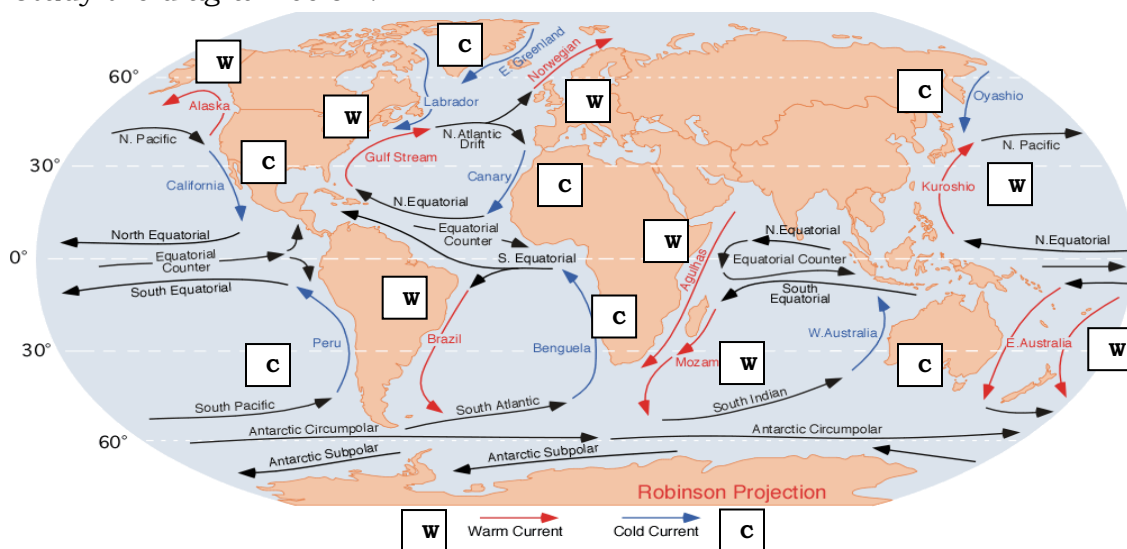 W
C
E. Greenland
Norwegian
60°
Alaska
Labrador
W
W
C
Oyashio
N. Pacific
N. Atlantic
Drift
N. Pacific
30°
C
Gulf Stream
California
Canary
C
Kuroshio
W
N.Equatorial
North Equatorial
Equatorial
Counter
W
N.Equatorial
N.Equatorial
0°
Equatorial
Counter
S. Equatorial
Agulhas
Equatorial Counter
South Equatorial
W
South
Equatorial
C
Peru
Brazil
Benguela
W.Australia
E.Australia
30°
C
Mozam
W
C
W
South Pacific
South Atlantic
South Indian
Antarctic Circumpolar
Antarctic Circumpolar
60°
Antarctic Subpolar
Antarctic Subpolar
Robinson Projection
W
Warm Current
Cold Current
C